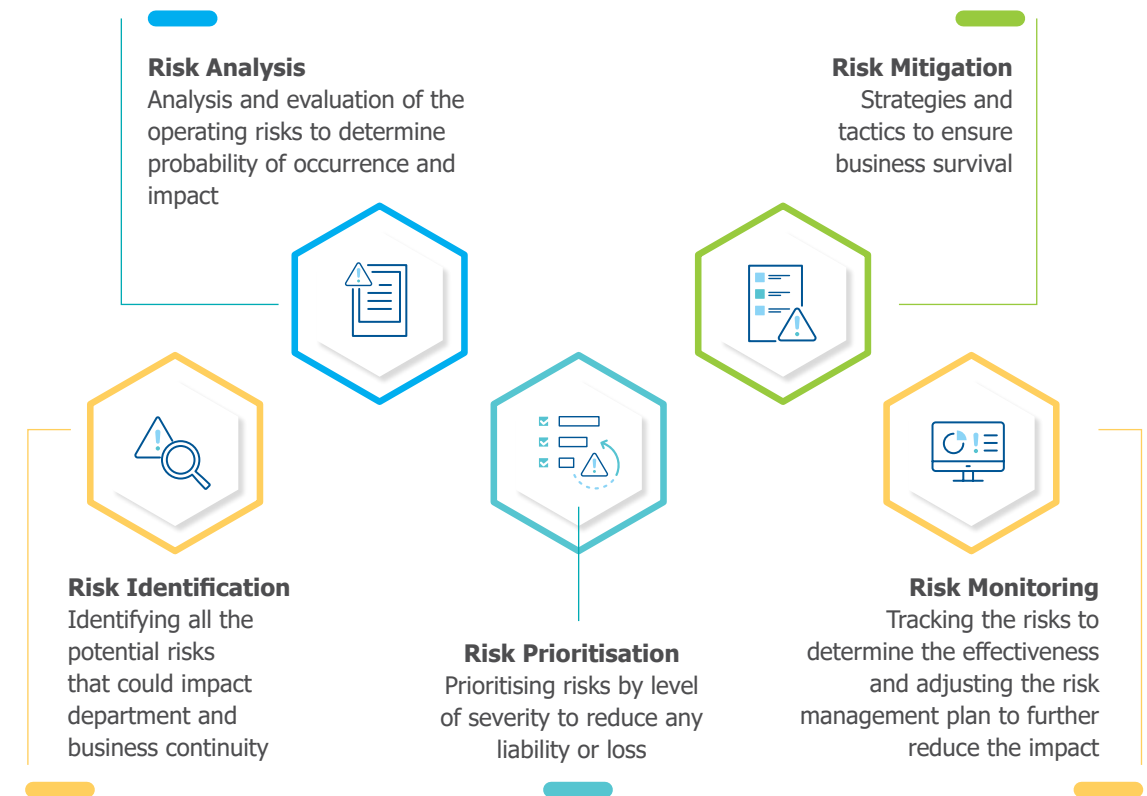 Risk Analysis
Analysis and evaluation of the
operating risks to determine
probability of occurrence and
impact
Risk Mitigation
Strategies and
tactics to ensure
business survival
Risk Identification
Identifying all the
potential risks
that could impact
department and
business continuity
Risk Prioritisation
Prioritising risks by level
of severity to reduce any
liability or loss
Risk Monitoring
Tracking the risks to
determine the effectiveness
and adjusting the risk
management plan to further
reduce the impact